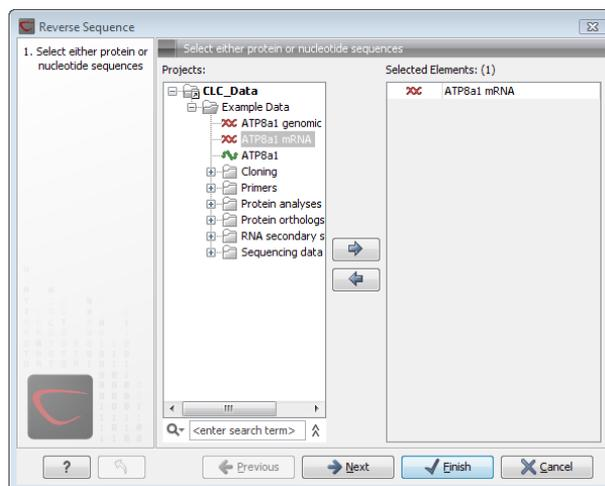 Reverse Sequence
1. Select either protein or
nucleotide sequences
Select either protein or nucleotide sequences
Projects:
CLC_Data
Example Data
ATP8a1 genomic
ATP8a1 mRNA
ATP8a1
Cloning
Primers
Protein analyses
Protein orthologs
RNA secondary s
Sequencing data
<enter search term>
Selected Elements: (1)
ATP8a1 mRNA
?
Previous
Next
Finish
Cancel